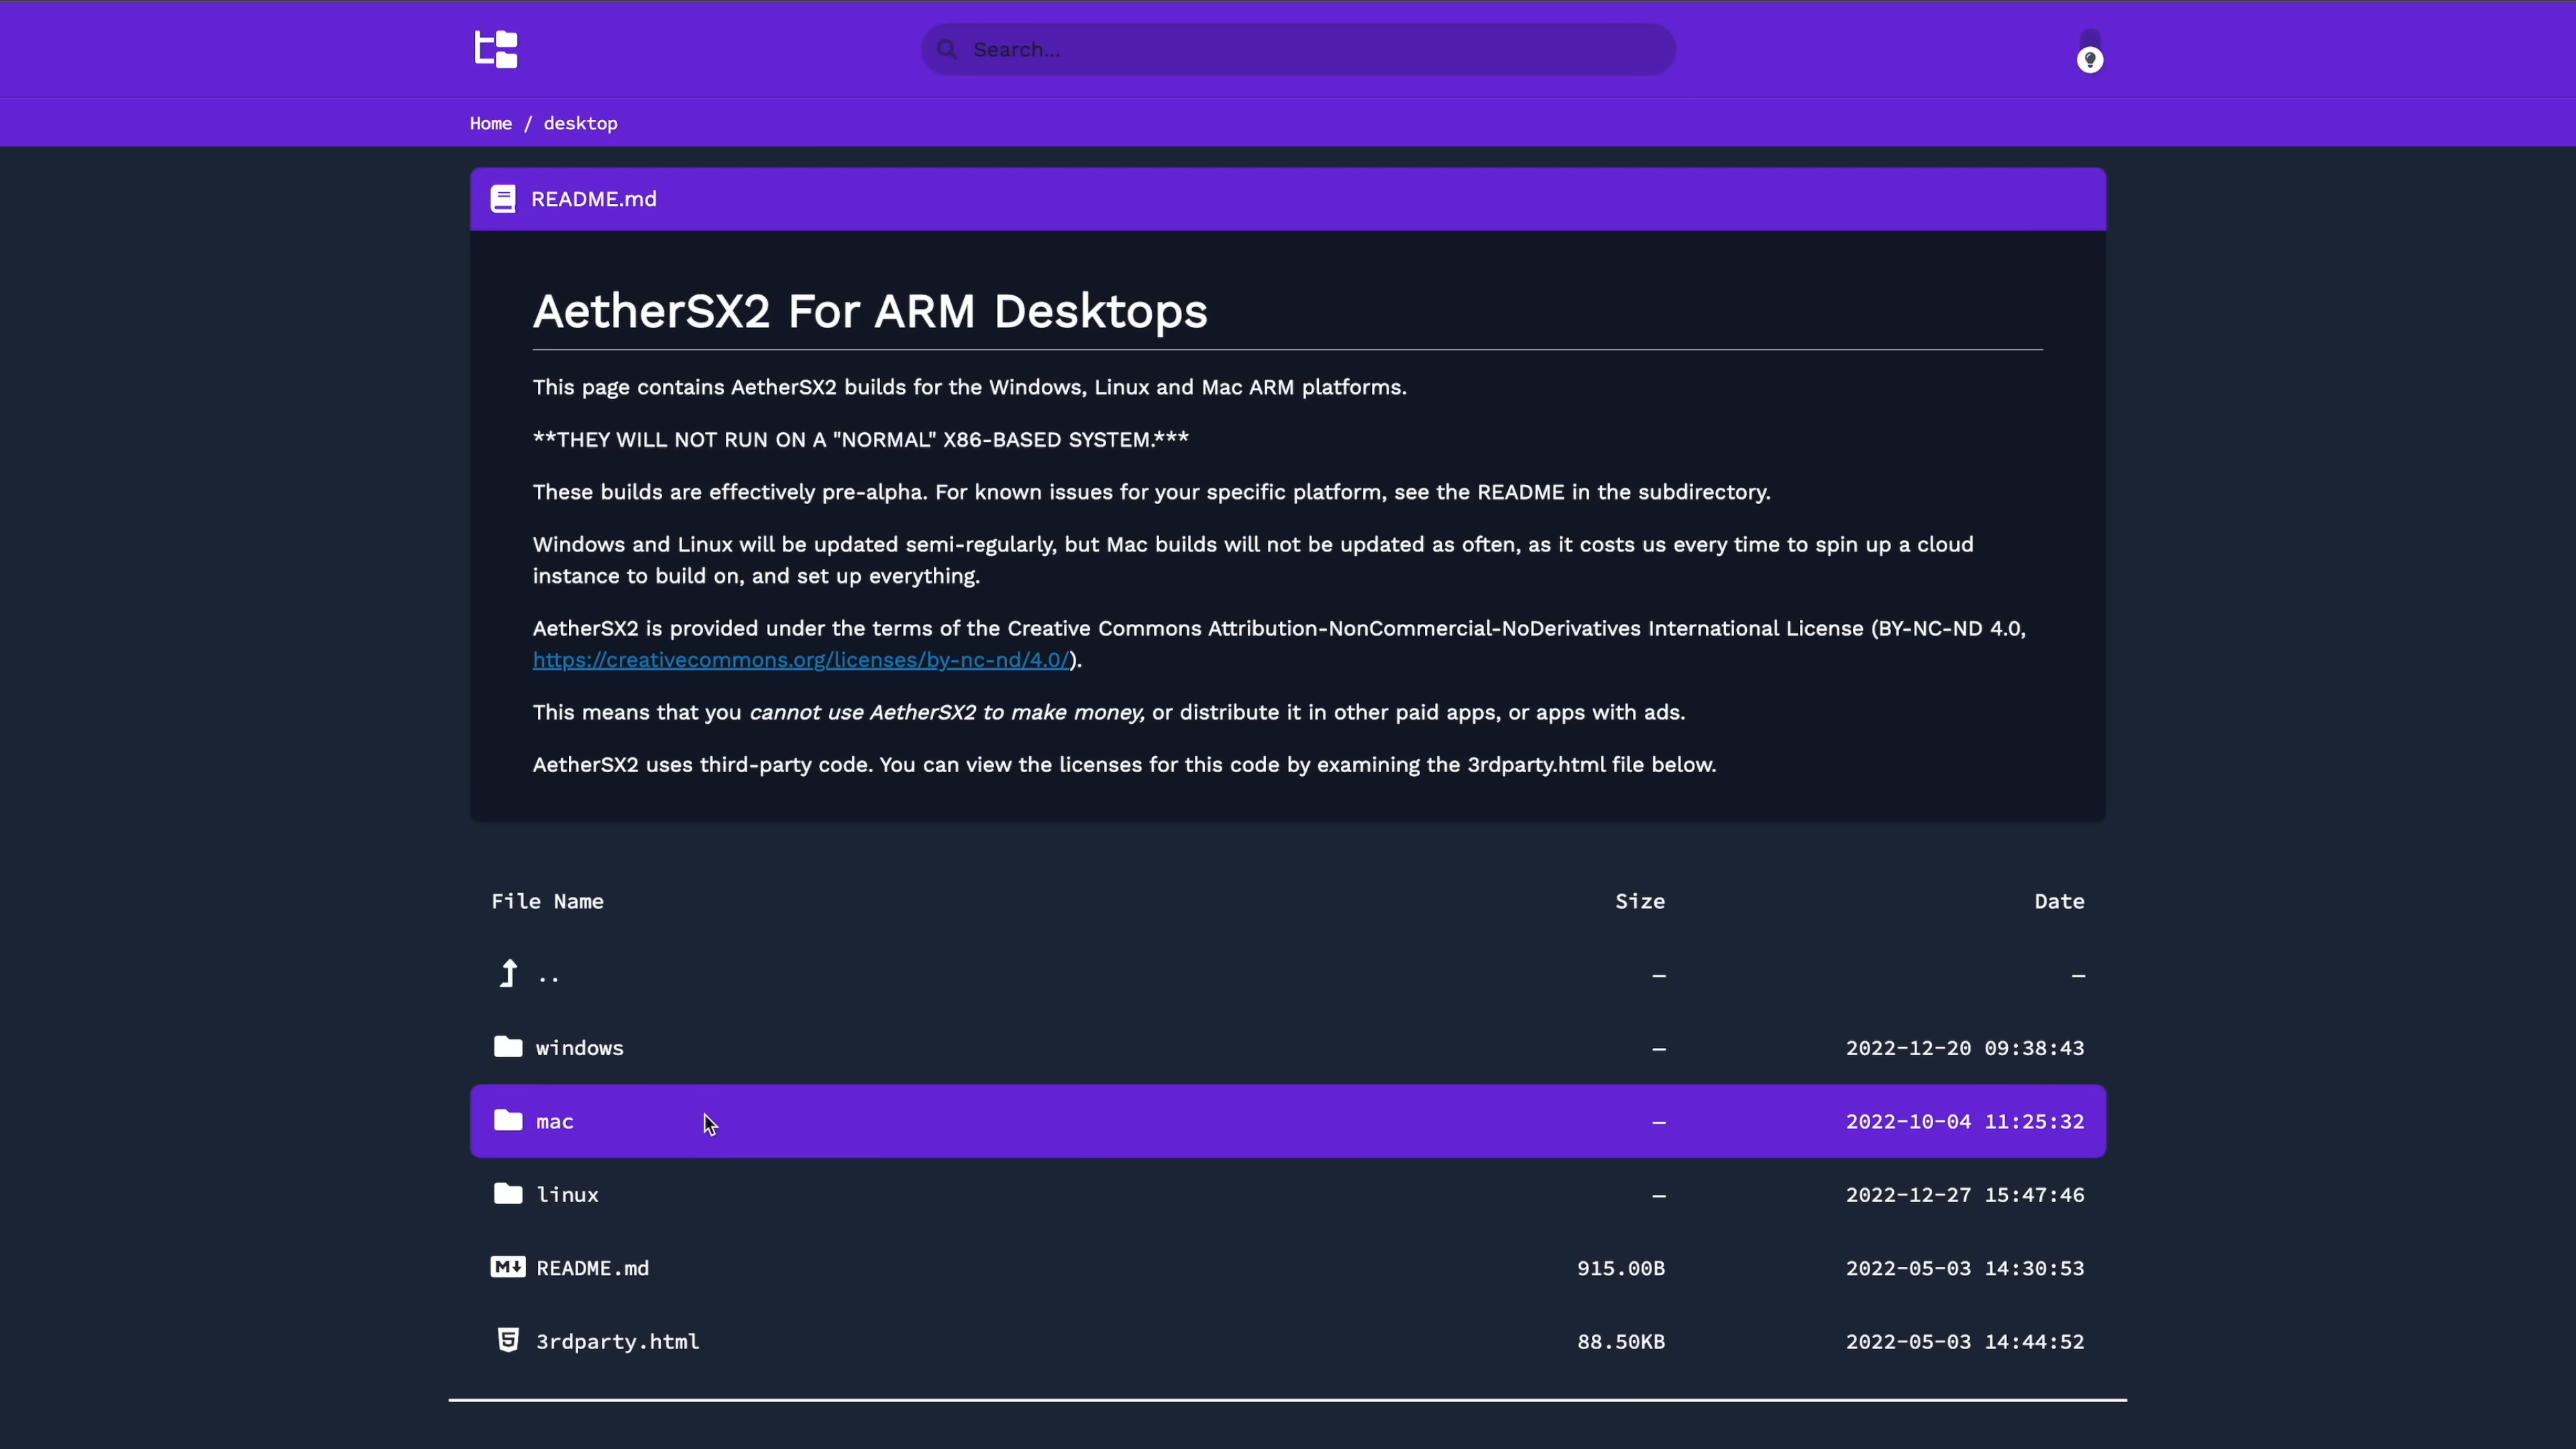 Search...
Home / desktop
README.md
AetherSX2 For ARM Desktops
This page contains AetherSX2 builds for the Windows, Linux and Mac ARM platforms.
**THEY WILL NOT RUN ON A "NORMAL" X86-BASED SYSTEM.***
These builds are effectively pre-alpha. For known issues for your specific platform, see the README in the subdirectory.
Windows and Linux will be updated semi-regularly, but Mac builds will not be updated as often, as it costs us every time to spin up a cloud
instance to build on, and set up everything.
AetherSX2 is provided under the terms of the Creative Commons Attribution-NonCommercial-NoDerivatives International License (BY-NC-ND 4.0,
https://creativecommons.org/licenses/by-nc-nd/4.0/).
This means that you cannot use AetherSX2 to make money, or distribute it in other paid apps, or apps with ads.
AetherSX2 uses third-party code. You can view the licenses for this code by examining the 3rdparty.html file below.
File Name Size Date
.. — —
windows — 2022-12-20 09:38:43
mac — 2022-10-04 11:25:32
linux — 2022-12-27 15:47:46
README.md 915.00B 2022-05-03 14:30:53
3rdparty.html 88.50KB 2022-05-03 14:44:52